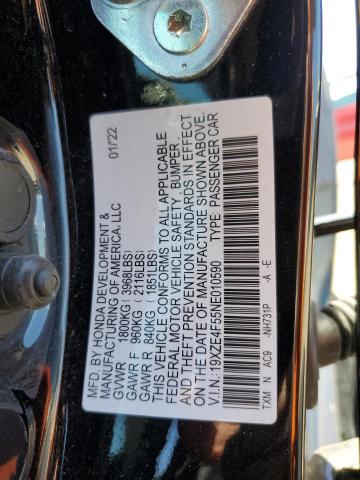 MFD. BY HONDA DEVELOPMENT & 01/22
MANUFACTURING OF AMERICA, LLC
GVWR 1800KG ( 3968LBS)
GAWR F 960KG ( 2116LBS)
GAWR R 840KG ( 1851LBS)
THIS VEHICLE CONFORMS TO ALL APPLICABLE
FEDERAL MOTOR VEHICLE SAFETY, BUMPER,
AND THEFT PREVENTION STANDARDS IN EFFECT
ON THE DATE OF MANUFACTURE SHOWN ABOVE.
V.I.N.: 19XZE4F55NE010590 TYPE: PASSENGER CAR
TXM N AC9 -NH731P -A -E